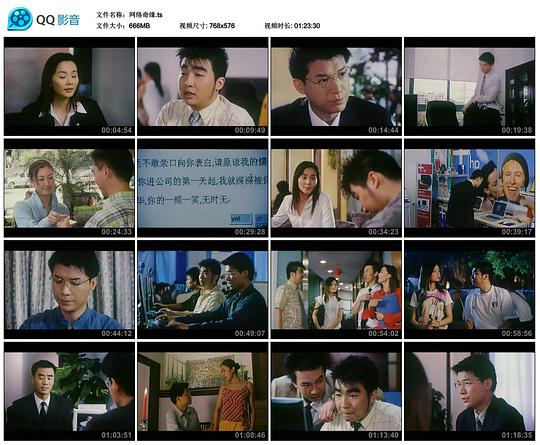 QQ影音
文件名称：网络奇缘.ts
文件大小：666MB 视频尺寸: 768x576 视频时长: 01:23:30
00:04:54 00:09:49 00:14:44 00:19:38
不敢亲口向你表白,请原谅我的懦
你进公司的第一天起,我就深深被你
你的一颦一笑,无时无
hp
00:24:33 00:29:28 00:34:23 00:39:17
00:44:12 00:49:07 00:54:02 00:58:56
01:03:51 01:08:46 01:13:40 01:18:35